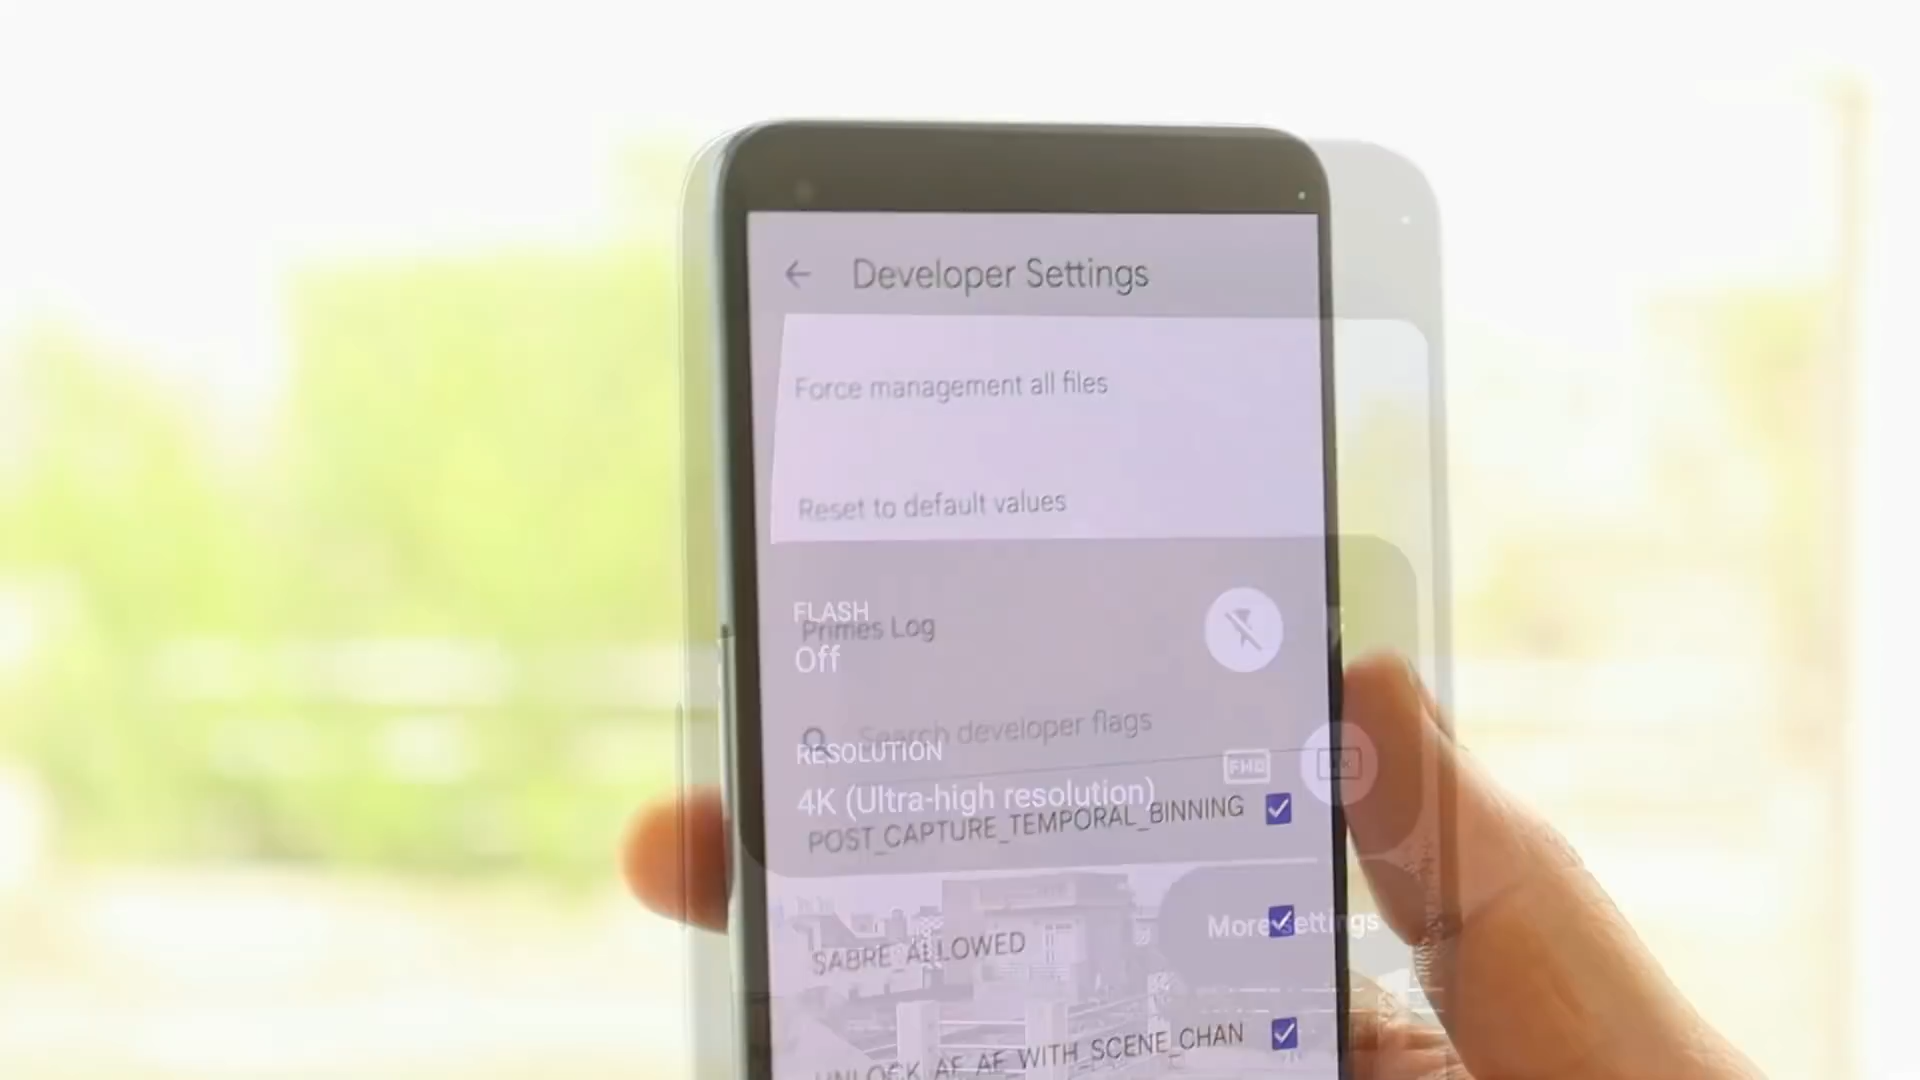 Developer Settings
Force management all files
Reset to default values
FLASH
Primes Log
Off
Search developer flags
RESOLUTION
FHD
4K (Ultra-high resolution)
POST_CAPTURE_TEMPORAL_BINNING
More settings
SABRE_ALLOWED
UNLOCK_AF_AE_WITH_SCENE_CHAN